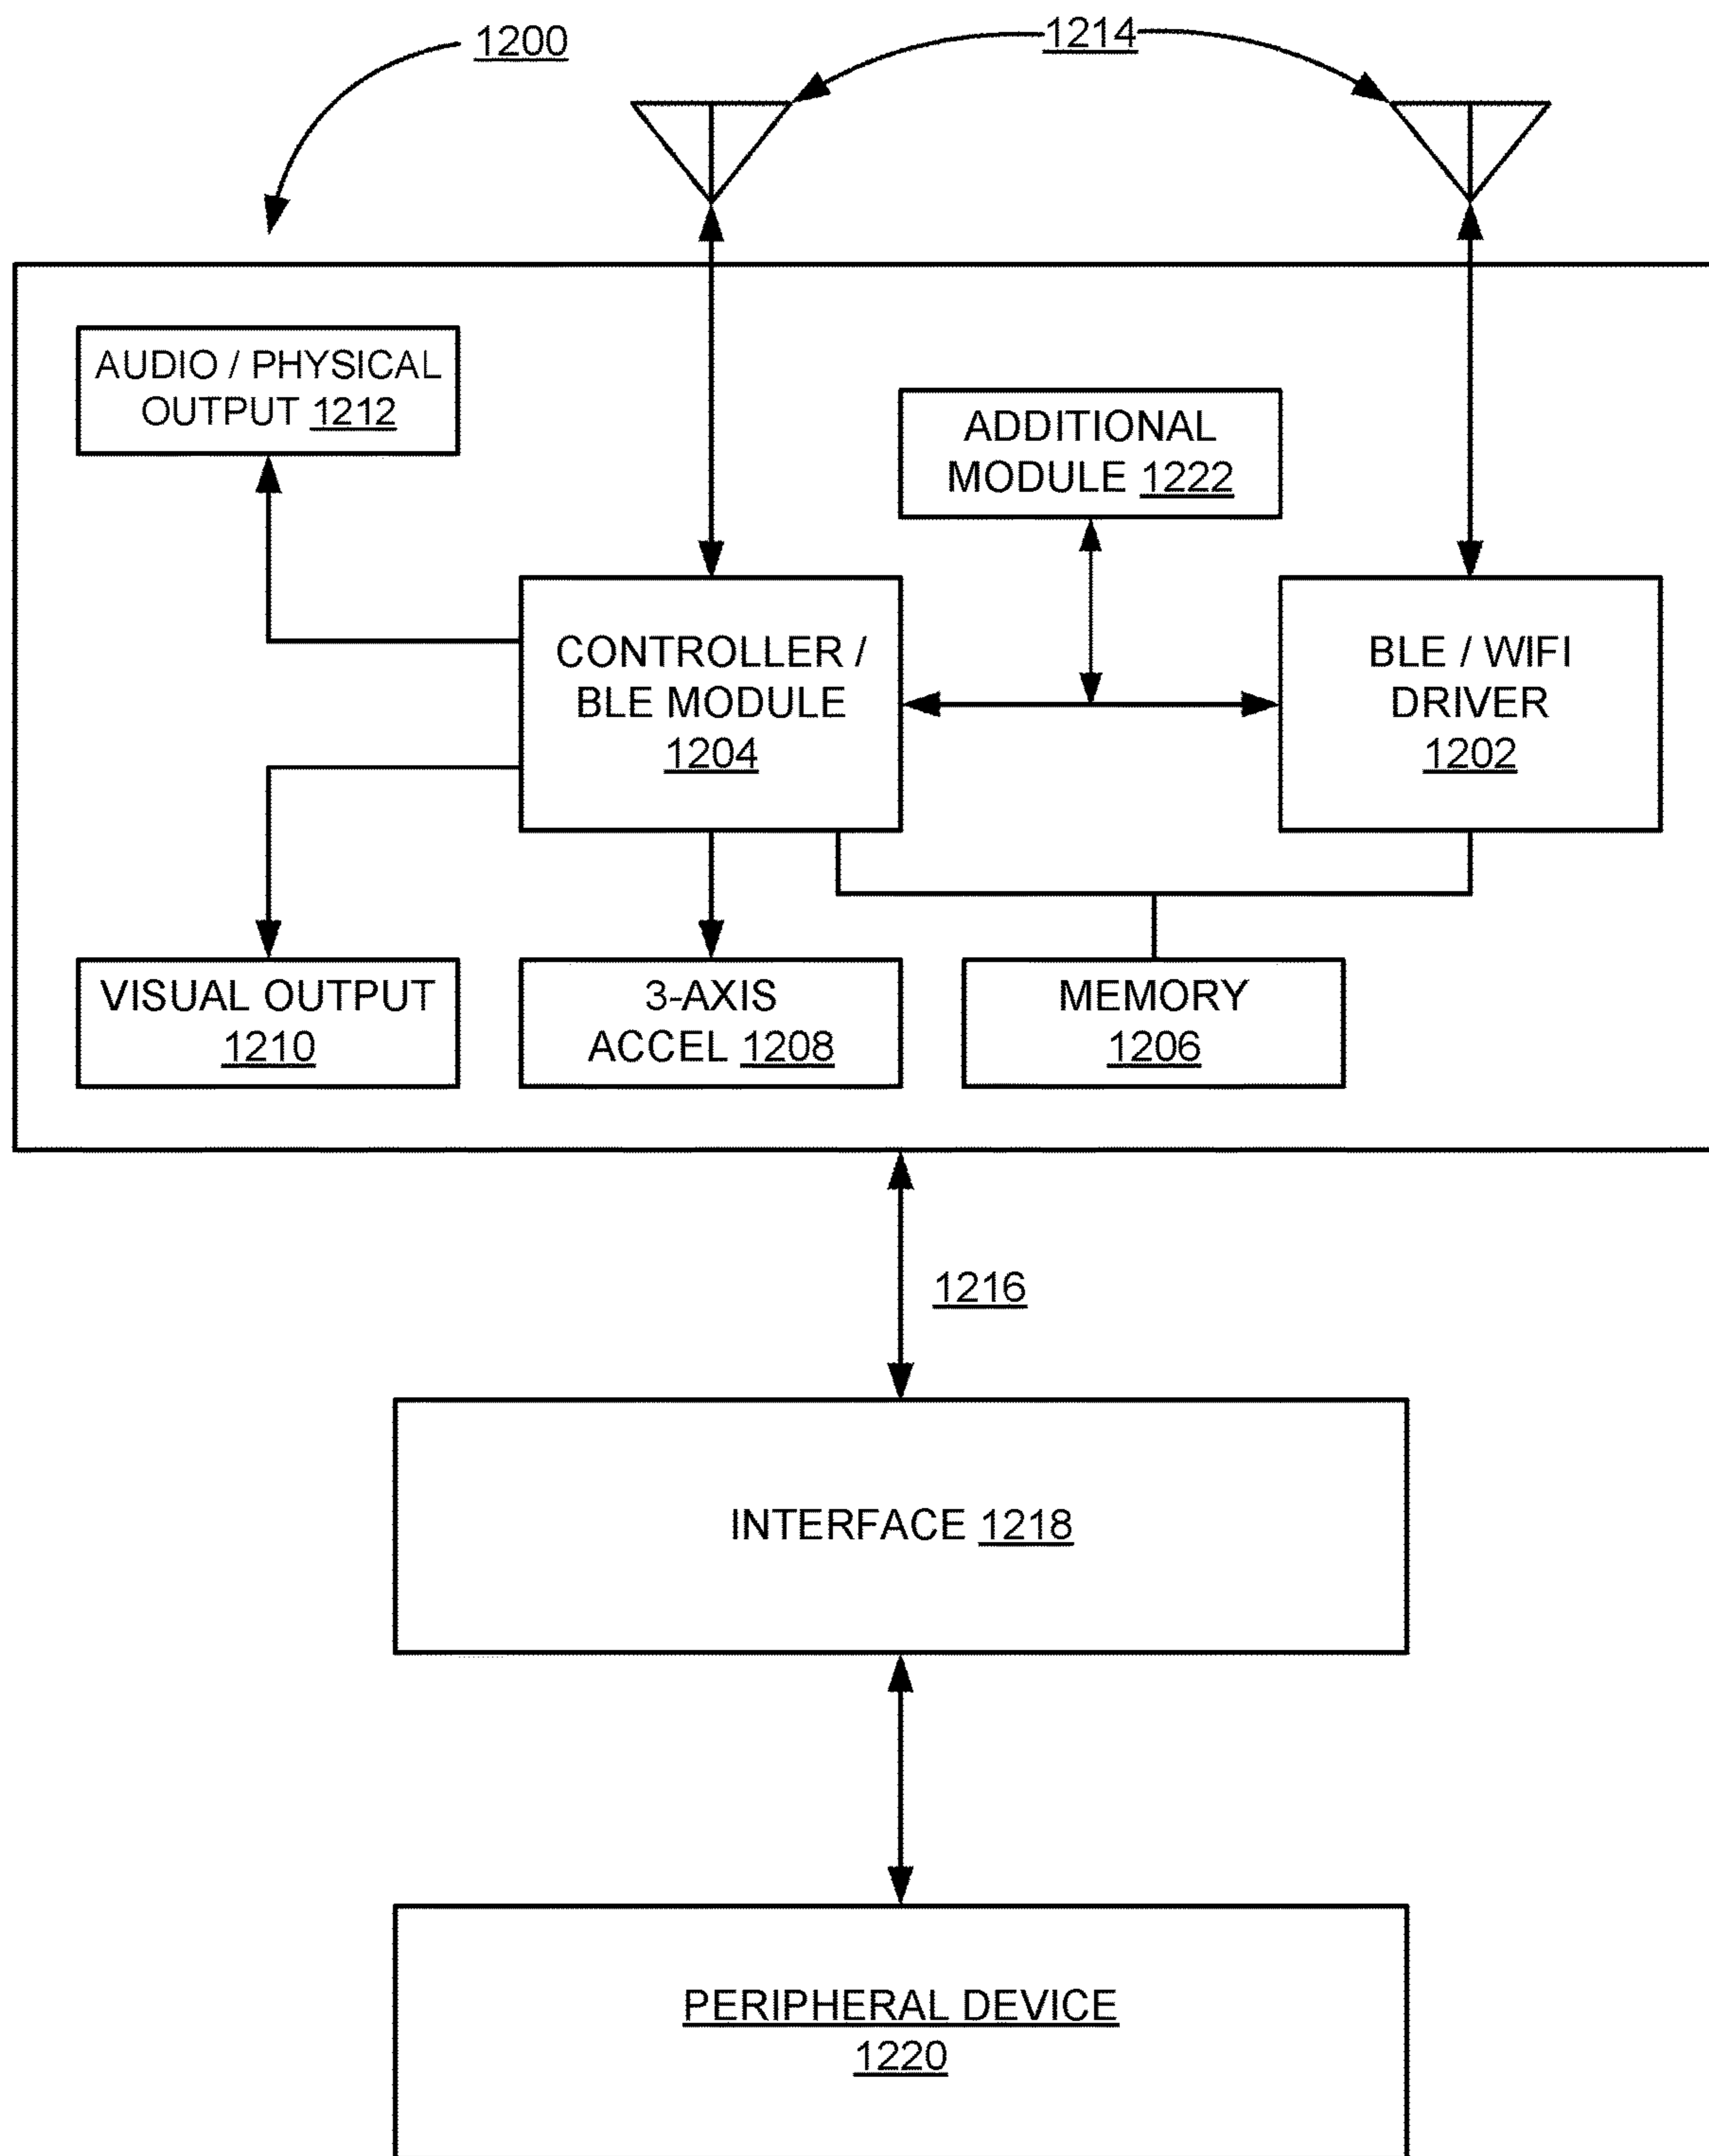 1200
1214
AUDIO / PHYSICAL
OUTPUT 1212
ADDITIONAL
MODULE 1222
CONTROLLER /
BLE MODULE
1204
BLE / WIFI
DRIVER
1202
VISUAL OUTPUT
1210
3-AXIS
ACCEL 1208
MEMORY
1206
1216
INTERFACE 1218
PERIPHERAL DEVICE
1220